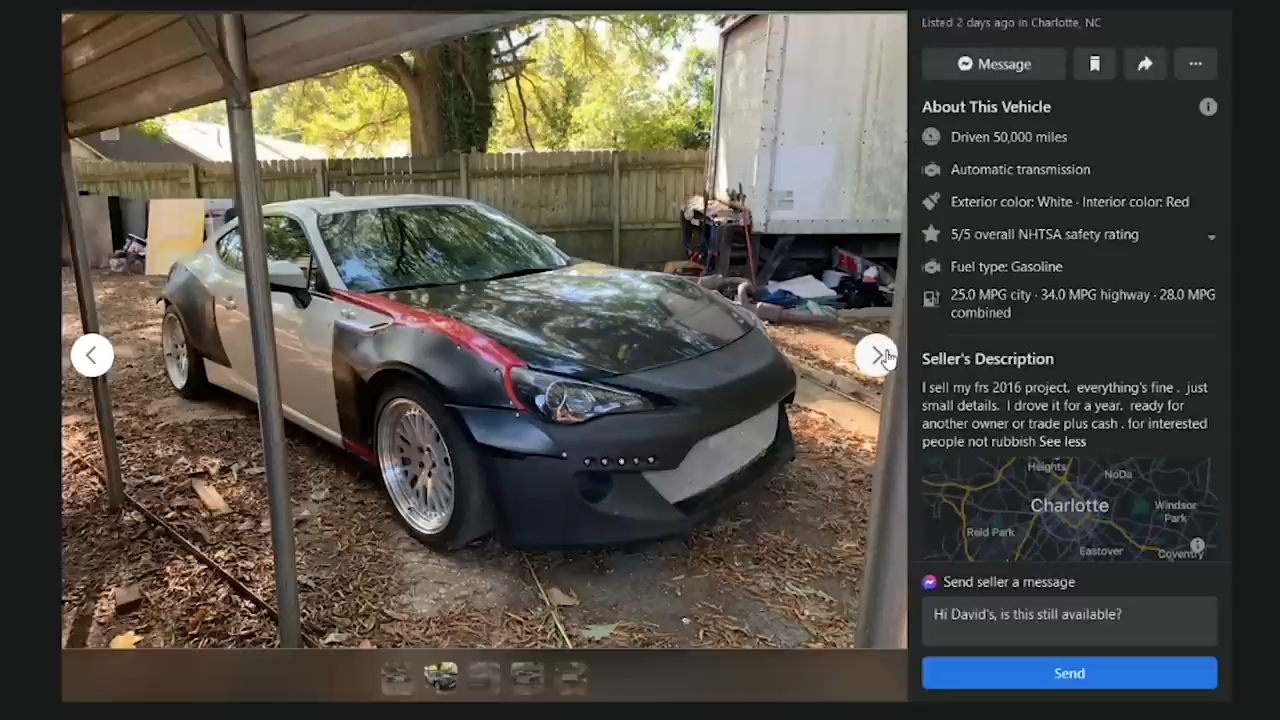 Listed 2 days ago in Charlotte, NC
Message
About This Vehicle
Driven 50,000 miles
Automatic transmission
Exterior color: White · Interior color: Red
5/5 overall NHTSA safety rating
Fuel type: Gasoline
25.0 MPG city · 34.0 MPG highway · 28.0 MPG
combined
Seller's Description
I sell my frs 2016 project. everything's fine . just
small details. I drove it for a year. ready for
another owner or trade plus cash . for interested
people not rubbish See less
Heights
NoDa
Charlotte
Windsor
Park
Reid Park
Eastover
Coventry
Send seller a message
Hi David's, is this still available?
Send